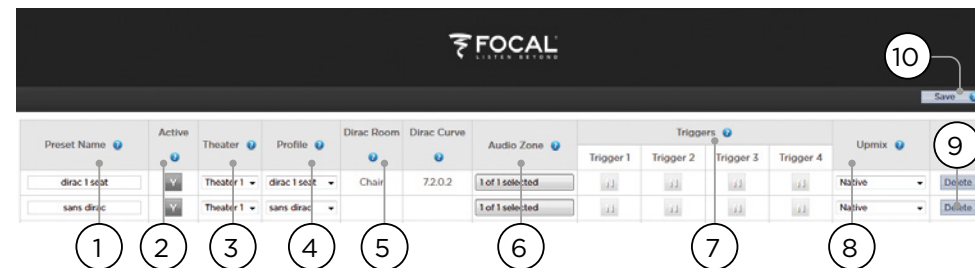 FOCAL
LISTEN BEYOND
10
Save
Preset Name
Active
Theater
Profile
Dirac Room
Dirac Curve
Audio Zone
Triggers
Trigger 1
Trigger 2
Trigger 3
Trigger 4
Upmix
9
dirac 1 seat Y Theater 1 dirac 1 seat Chair 7.2.0.2 1 of 1 selected Native Delete
sans dirac Y Theater 1 sans dirac 1 of 1 selected Native Delete
1 2 3 4 5 6 7 8